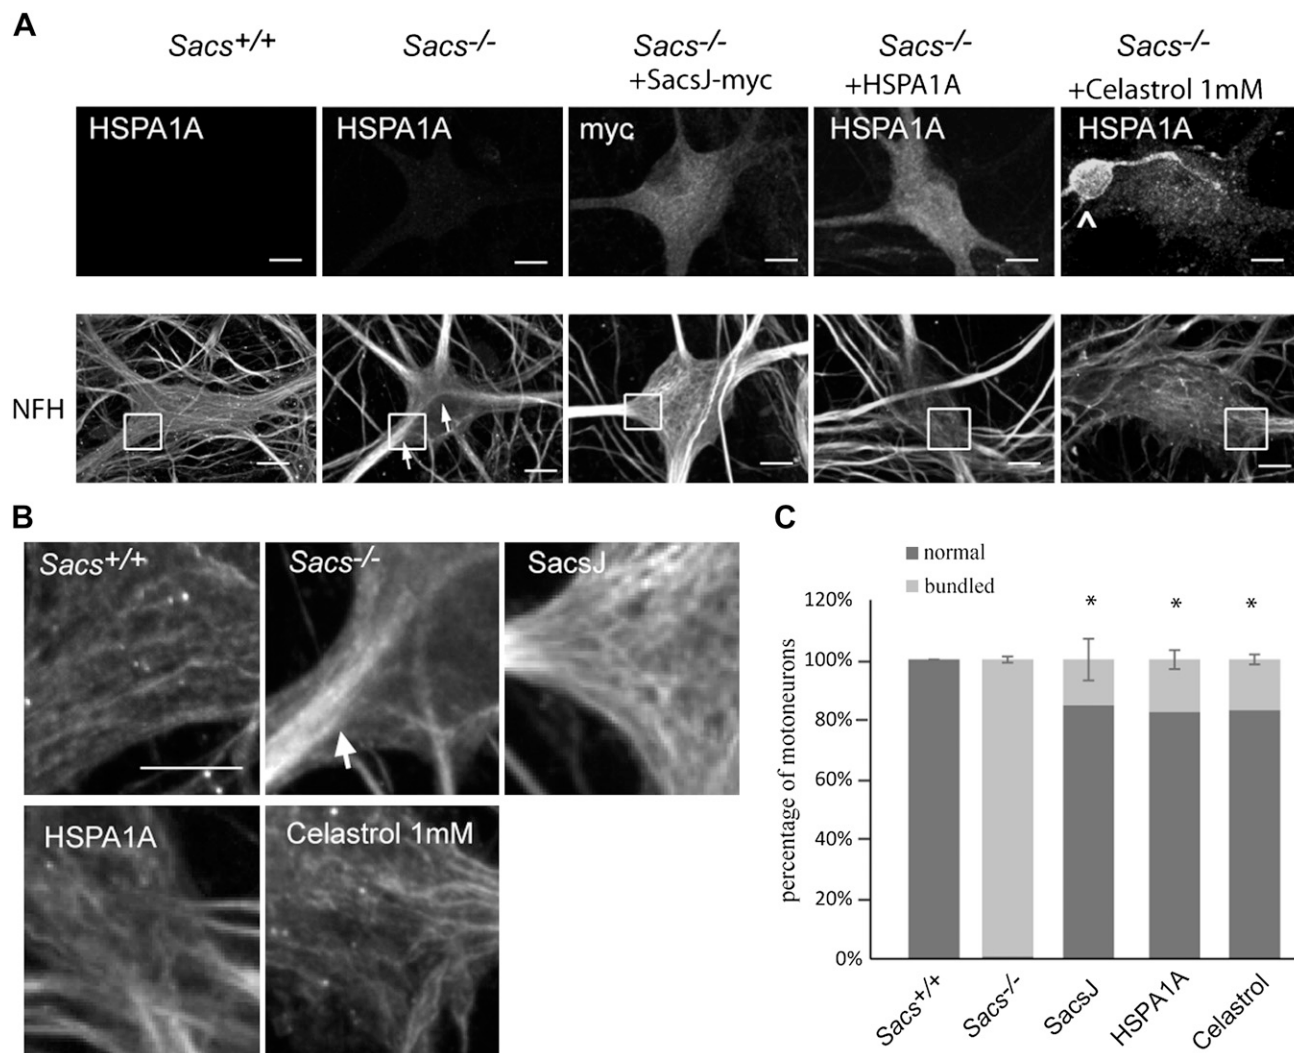 A
Sacs+/+
Sacs-/-
Sacs-/-
+SacsJ-myc
Sacs-/-
+HSPA1A
Sacs-/-
+Celastrol 1mM
HSPA1A
HSPA1A
myc
HSPA1A
HSPA1A
^
NFH
B
Sacs+/+
Sacs-/-
SacsJ
HSPA1A
Celastrol 1mM
C
normal
bundled
percentage of motoneurons
120%
100%
80%
60%
40%
20%
0%
* * *
Sacs+/+
Sacs-/-
SacsJ
HSPA1A
Celastrol